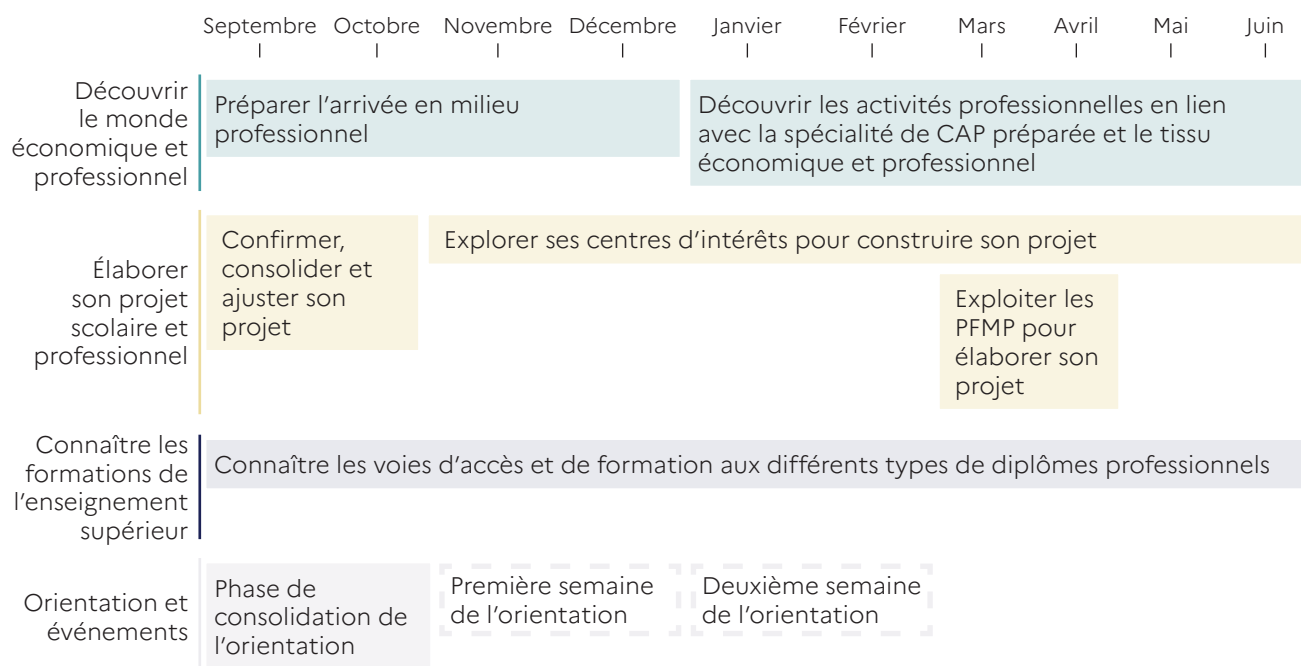 Septembre Octobre Novembre Décembre Janvier Février Mars Avril Mai Juin
Découvrir
le monde
économique et
professionnel
Préparer l’arrivée en milieu
professionnel
Découvrir les activités professionnelles en lien
avec la spécialité de CAP préparée et le tissu
économique et professionnel
Élaborer
son projet
scolaire et
professionnel
Confirmer,
consolider et
ajuster son
projet
Explorer ses centres d’intérêts pour construire son projet
Exploiter les
PFMP pour
élaborer son
projet
Connaître les
formations de
l’enseignement
supérieur
Connaître les voies d’accès et de formation aux différents types de diplômes professionnels
Orientation et
événements
Phase de
consolidation de
l’orientation
Première semaine
de l’orientation
Deuxième semaine
de l’orientation